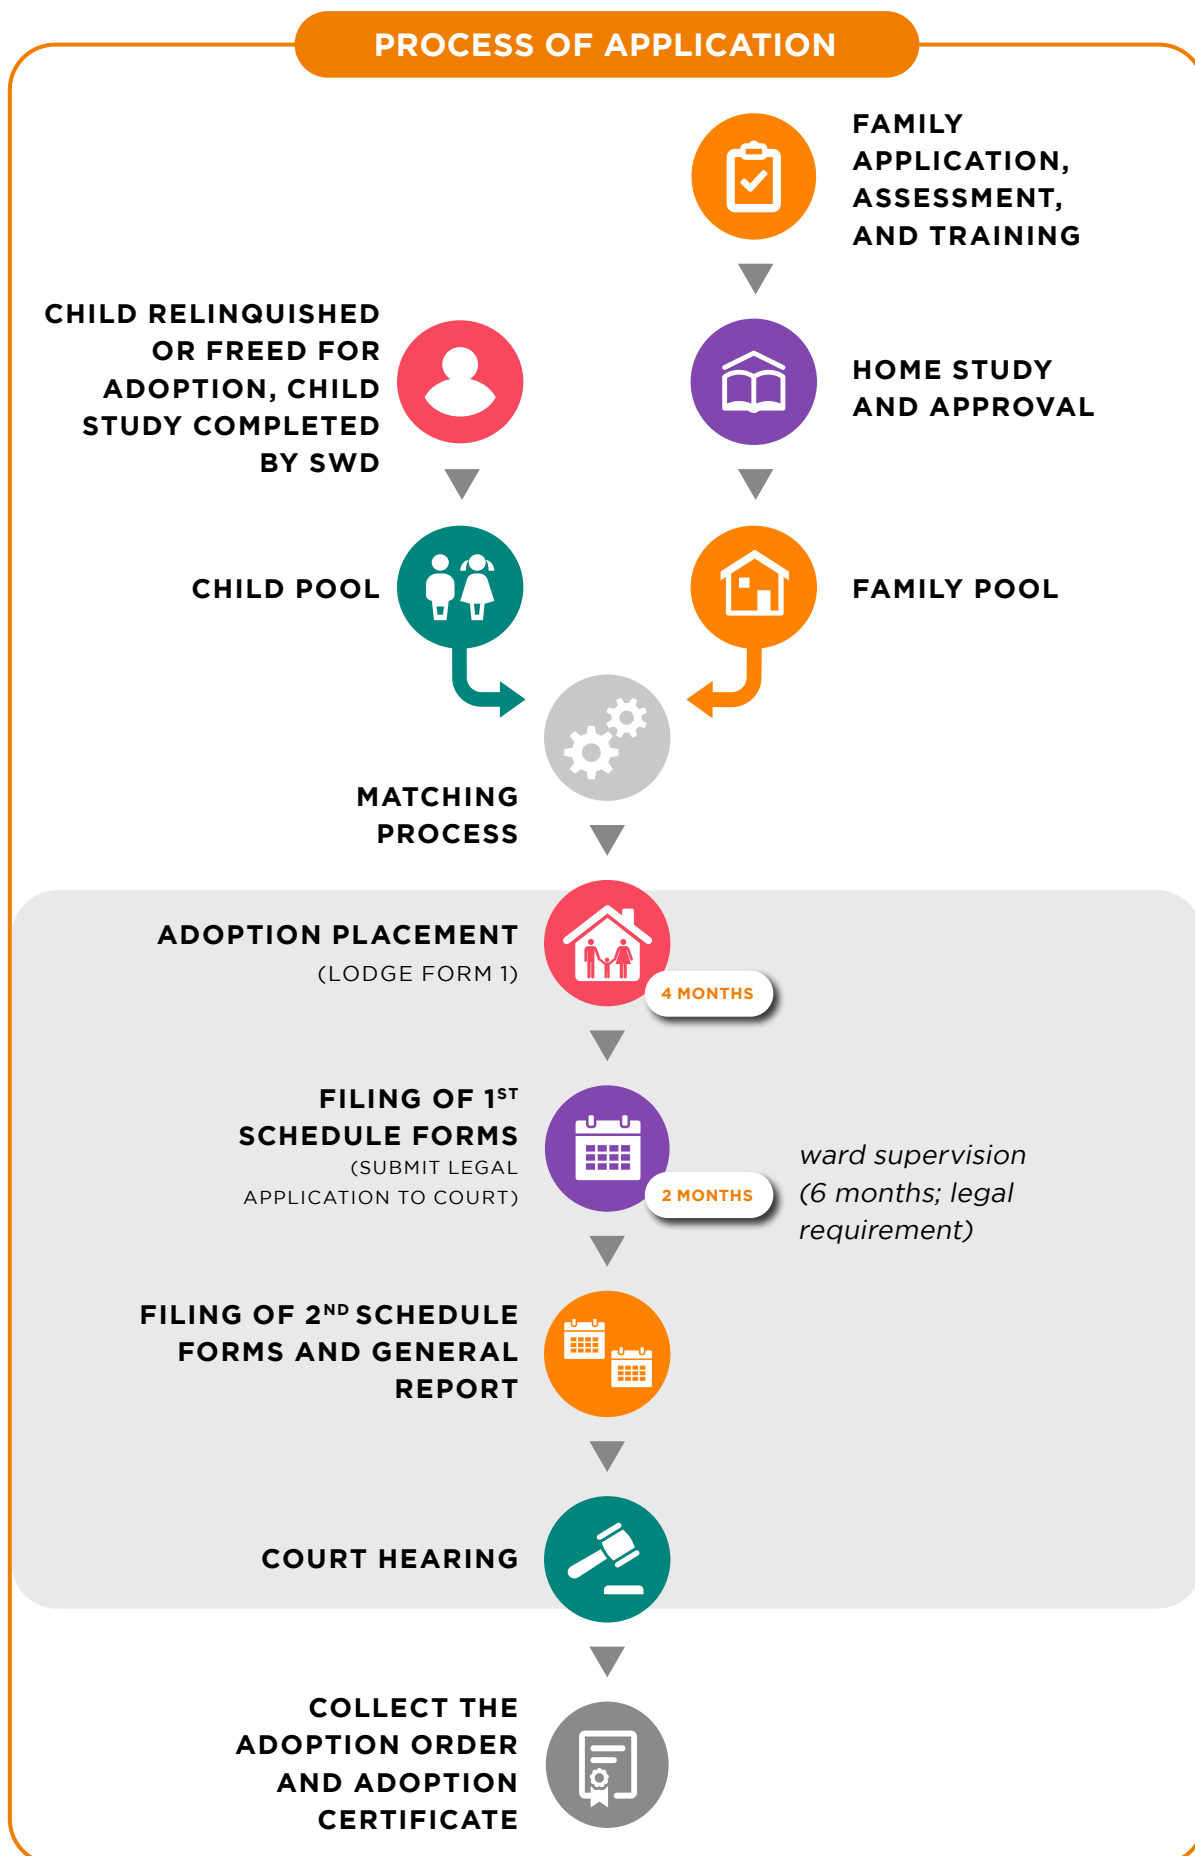 PROCESS OF APPLICATION
FAMILY
APPLICATION,
ASSESSMENT,
AND TRAINING
CHILD RELINQUISHED
OR FREED FOR
ADOPTION, CHILD
STUDY COMPLETED
BY SWD
HOME STUDY
AND APPROVAL
CHILD POOL
FAMILY POOL
MATCHING
PROCESS
ADOPTION PLACEMENT
(LODGE FORM 1)
4 MONTHS
FILING OF 1ST
SCHEDULE FORMS
(SUBMIT LEGAL
APPLICATION TO COURT)
2 MONTHS
ward supervision
(6 months; legal
requirement)
FILING OF 2ND SCHEDULE
FORMS AND GENERAL
REPORT
COURT HEARING
COLLECT THE
ADOPTION ORDER
AND ADOPTION
CERTIFICATE